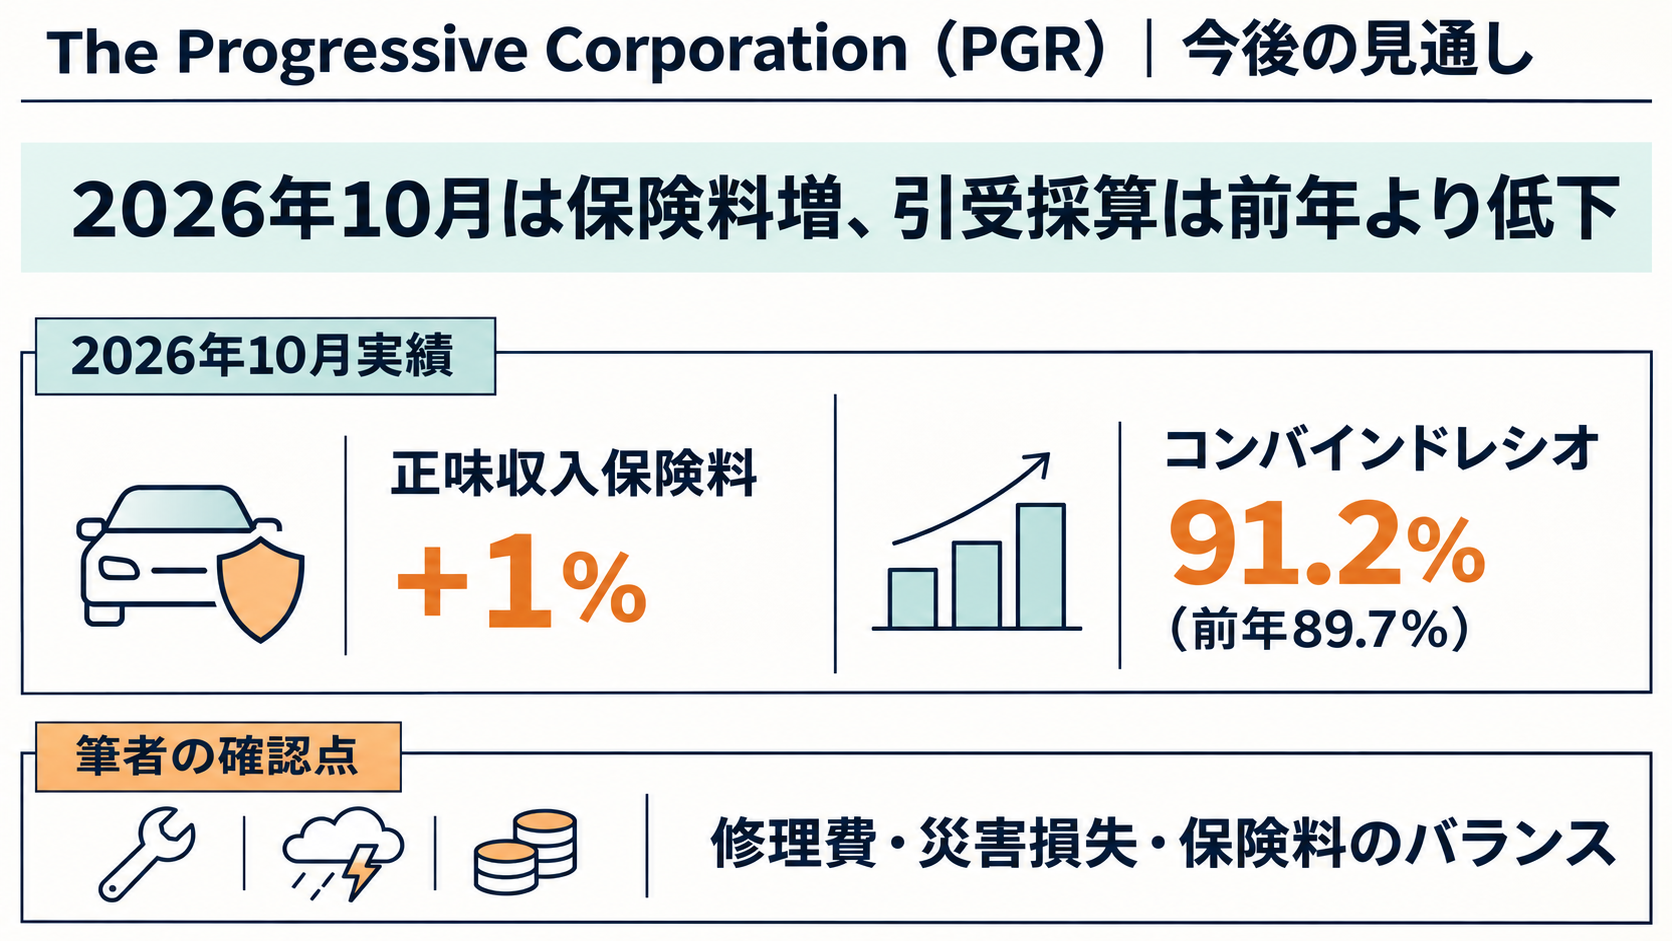 The Progressive Corporation（PGR）｜今後の見通し
2026年10月は保険料増、引受採算は前年より低下
2026年10月実績
正味収入保険料
+1%
コンバインドレシオ
91.2%
（前年89.7%）
筆者の確認点
修理費・災害損失・保険料のバランス